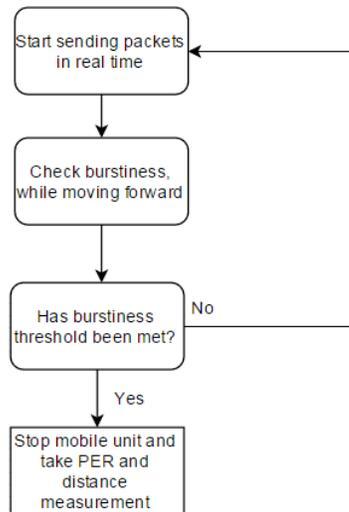 Start sending packets
in real time
Check burstiness,
while moving forward
Has burstiness
threshold been met?
No
Yes
Stop mobile unit and
take PER and
distance
measurement